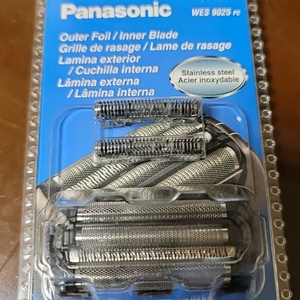 Panasonic
WES 9025 PC
Outer Foil / Inner Blade
Grille de rasage / Lame de rasage
Lamina exterior
/ Cuchilla interna
Lâmina externa
/ Lâmina interna
Stainless steel
Acier inoxydable